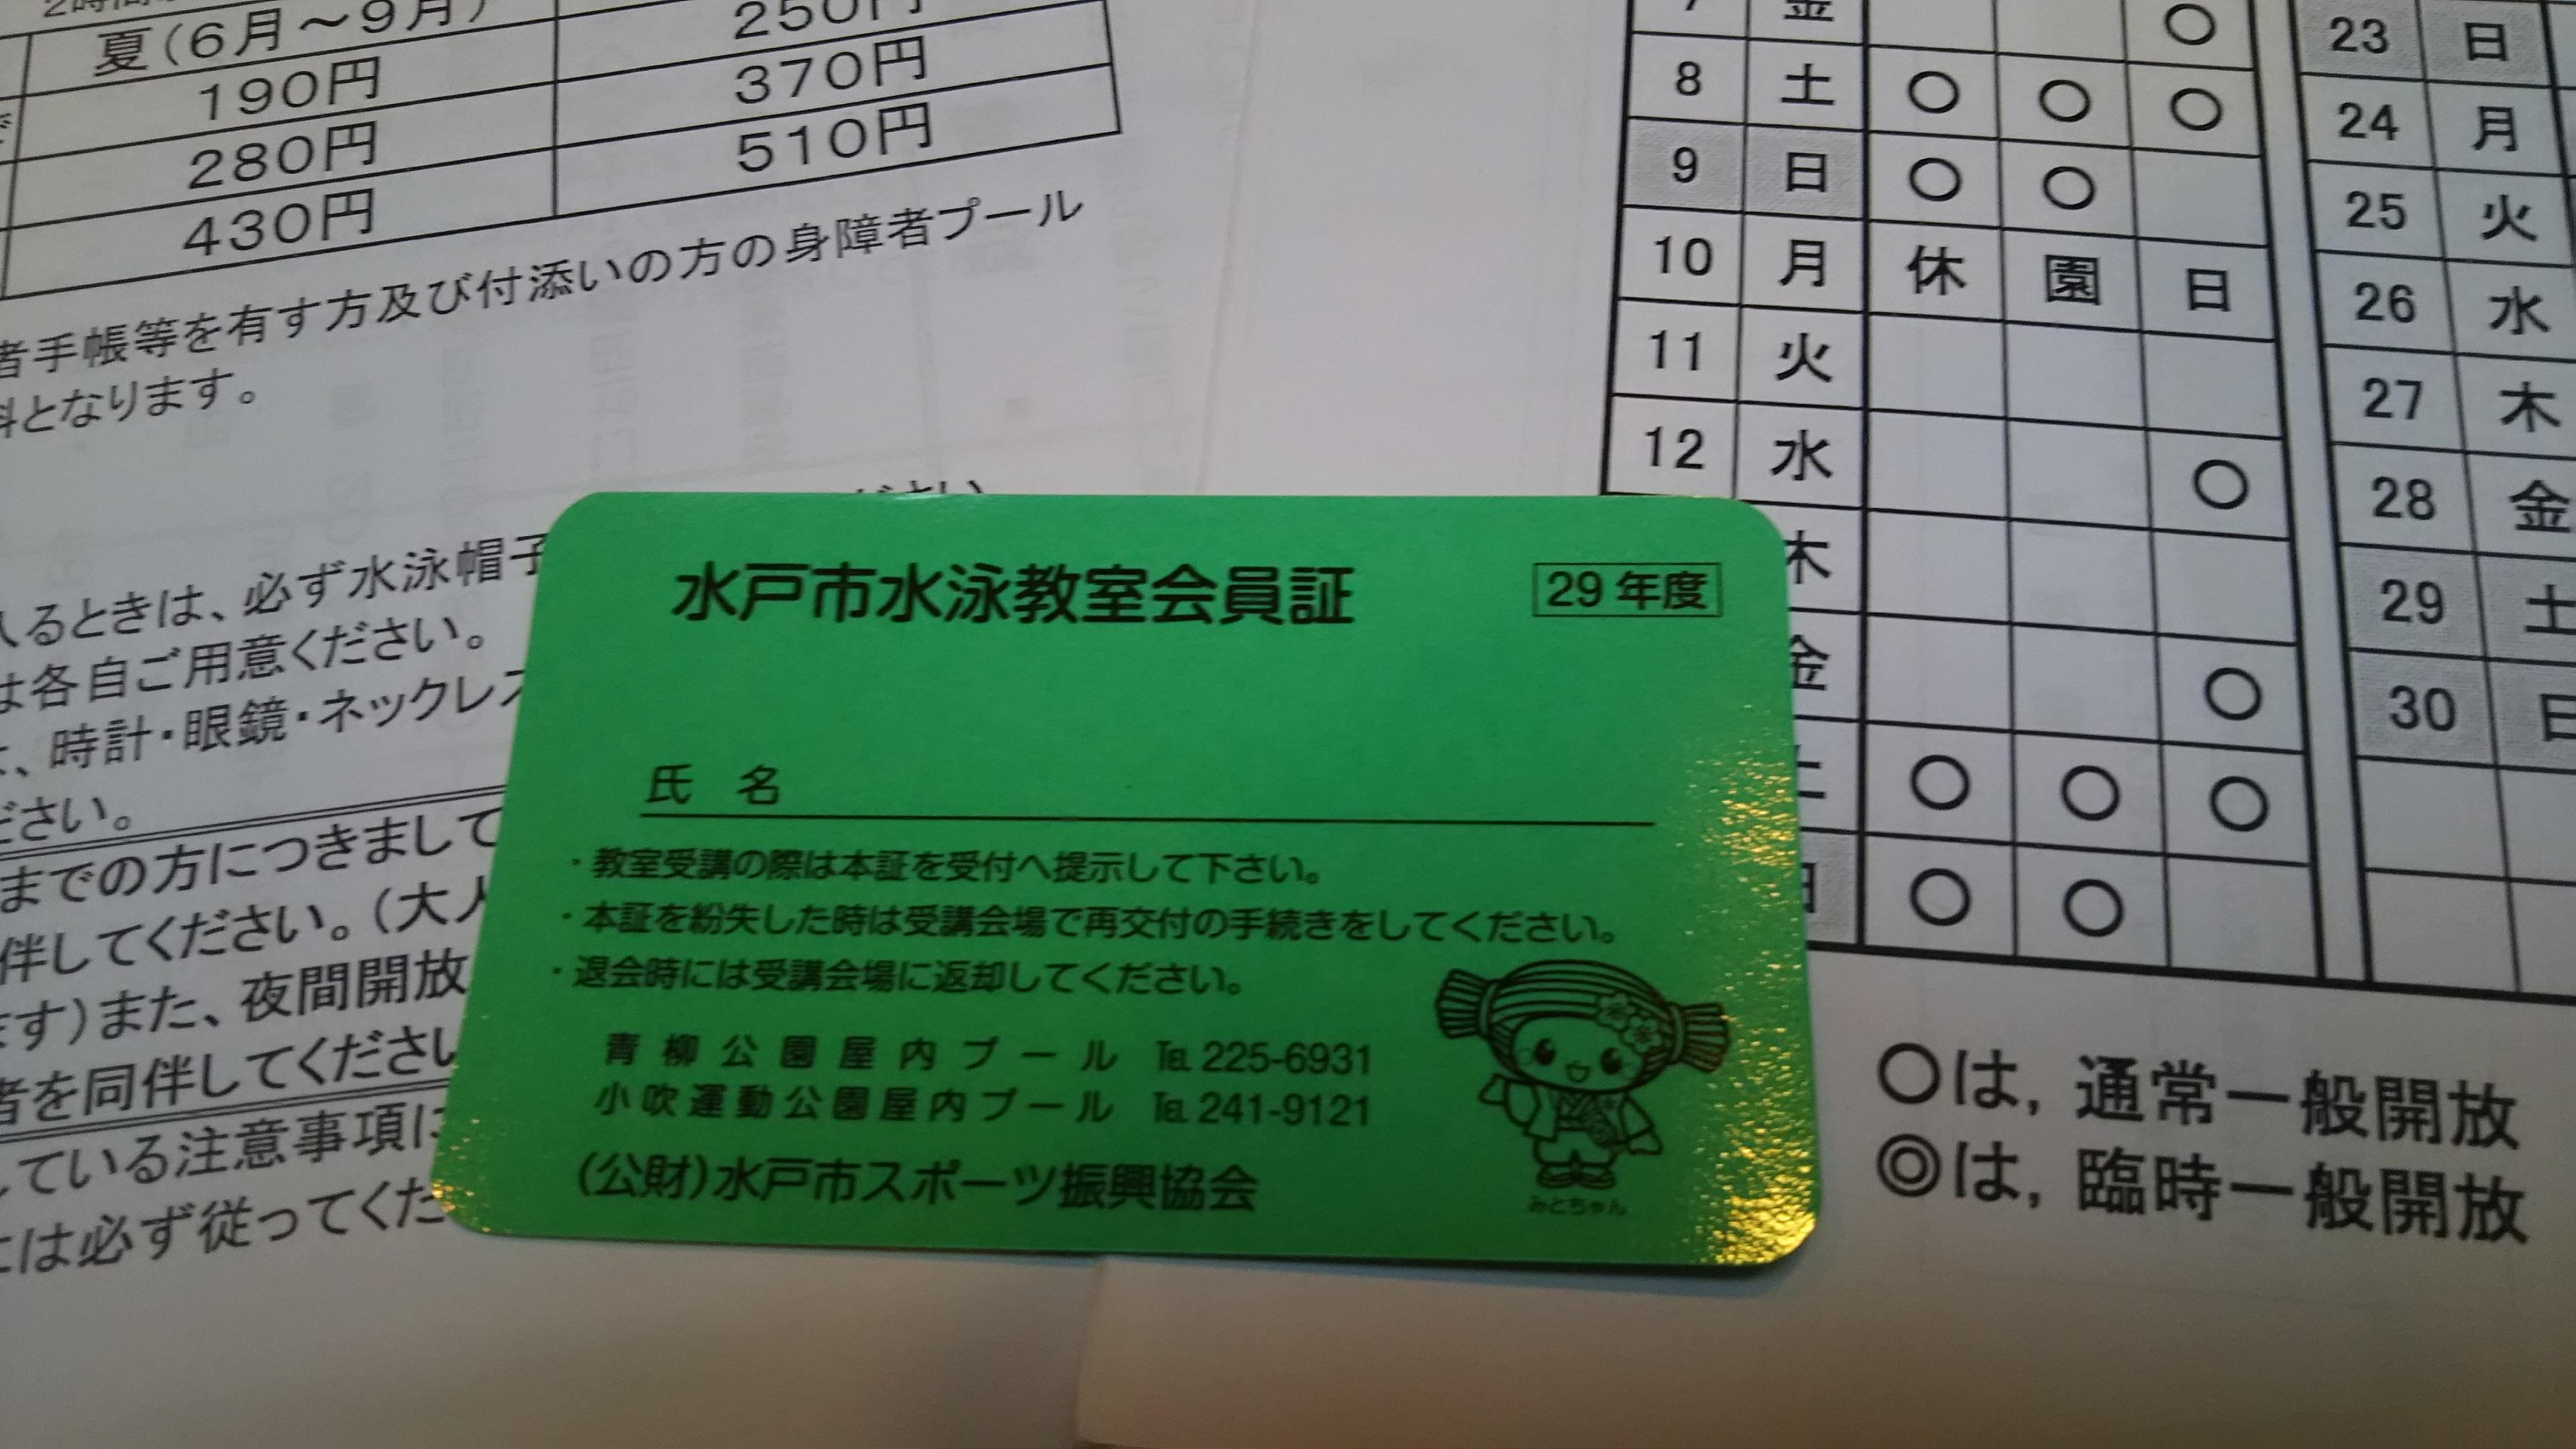 夏(6月～9月)
190円 370円
280円 510円
430円
者手帳等を有す方及び付添いの方の身障者プール
料となります。
ださい
入るときは、必ず水泳帽子
は各自ご用意ください。
、時計・眼鏡・ネックレス
ださい。
までの方につきまして
伴してください。(大人
ます)また、夜間開放
者を同伴してくださ
している注意事項に
には必ず従ってくだ
水戸市水泳教室会員証
29 年度
氏 名
・教室受講の際は本証を受付へ提示して下さい。
・本証を紛失した時は受講会場で再交付の手続きをしてください。
・退会時には受講会場に返却してください。
青柳公園屋内プール ℡ 225-6931
小吹運動公園屋内プール ℡ 241-9121
(公財)水戸市スポーツ振興協会
みとちゃん
7 金 ○
8 土 ○ ○ ○
9 日 ○ ○
10 月 休 園 日
11 火
12 水 ○
木
金 ○
土 ○ ○ ○
日 ○ ○
23 日
24 月
25 火
26 水
27 木
28 金
29 土
30 日
○は, 通常一般開放
◎は, 臨時一般開放